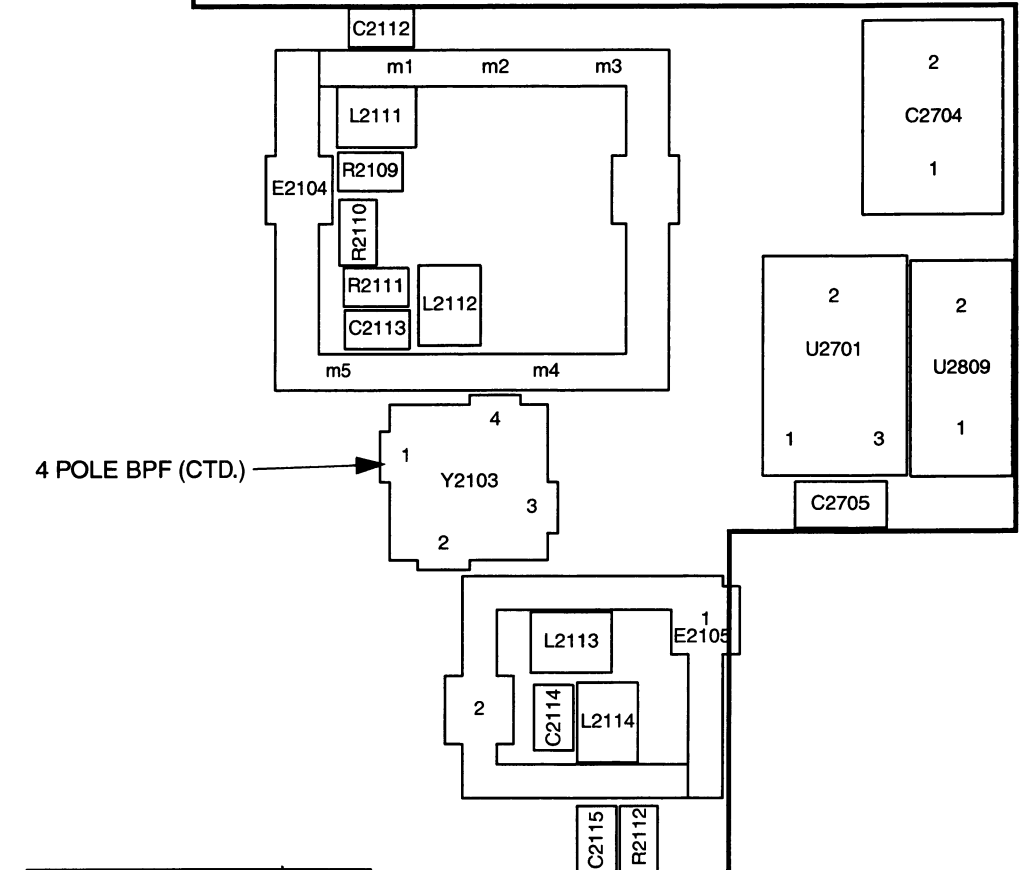 C2112
m1 m2 m3
2
C2704
1
L2111
R2109
E2104
R2110
R2111
L2112
C2113
m5 m4
2
U2701
1 3
2
U2809
1
C2705
4
1
4 POLE BPF (CTD.)
Y2103
3
2
1
E2105
L2113
2
C2114
L2114
C2115
R2112